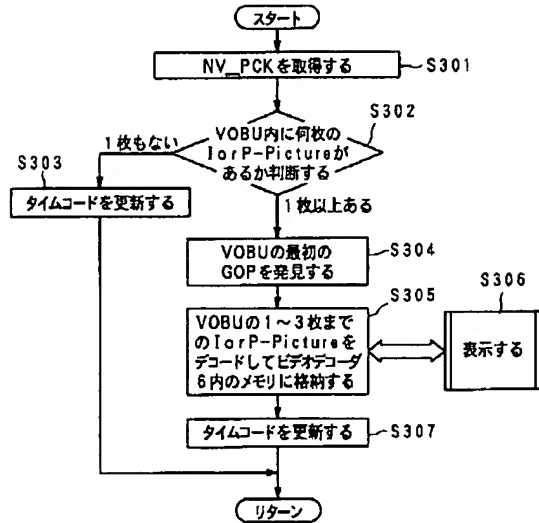 スタート
NV_PCKを取得する
S301
S302
VOBU内に何枚の
IorP-Pictureが
あるか判断する
1枚もない
S303
タイムコードを更新する
1枚以上ある
VOBUの最初の
GOPを発見する
S304
S305
S306
VOBUの1～3枚まで
のIorP-Pictureを
デコードしてビデオデコーダ
6内のメモリに格納する
表示する
タイムコードを更新する
S307
リターン